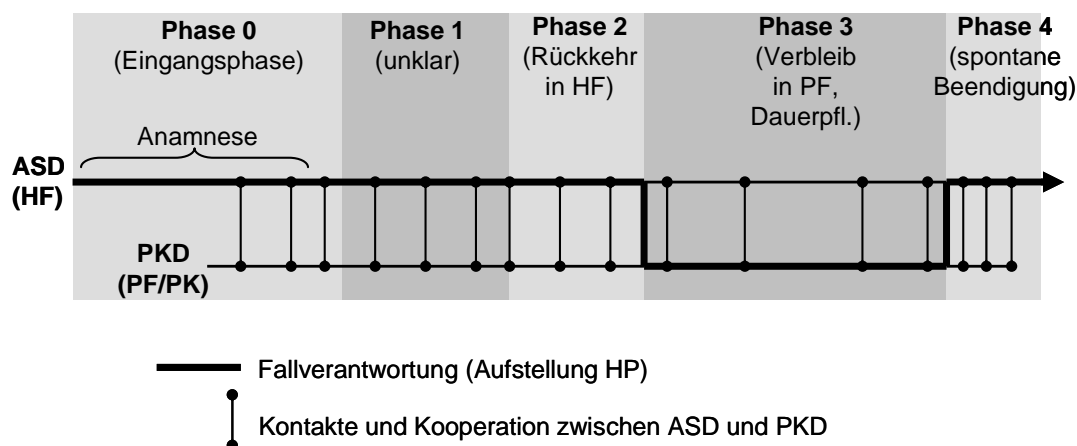 Phase 0
(Eingangsphase)
Phase 1
(unklar)
Phase 2
(Rückkehr
in HF)
Phase 3
(Verbleib
in PF,
Dauerpfl.)
Phase 4
(spontane
Beendigung)
Anamnese
ASD
(HF)
PKD
(PF/PK)
Fallverantwortung (Aufstellung HP)
Kontakte und Kooperation zwischen ASD und PKD